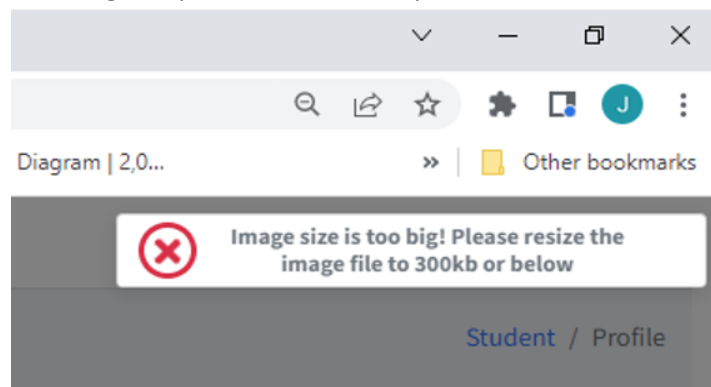 J
Diagram | 2,0...
»
Other bookmarks
Image size is too big! Please resize the
image file to 300kb or below
Student / Profile